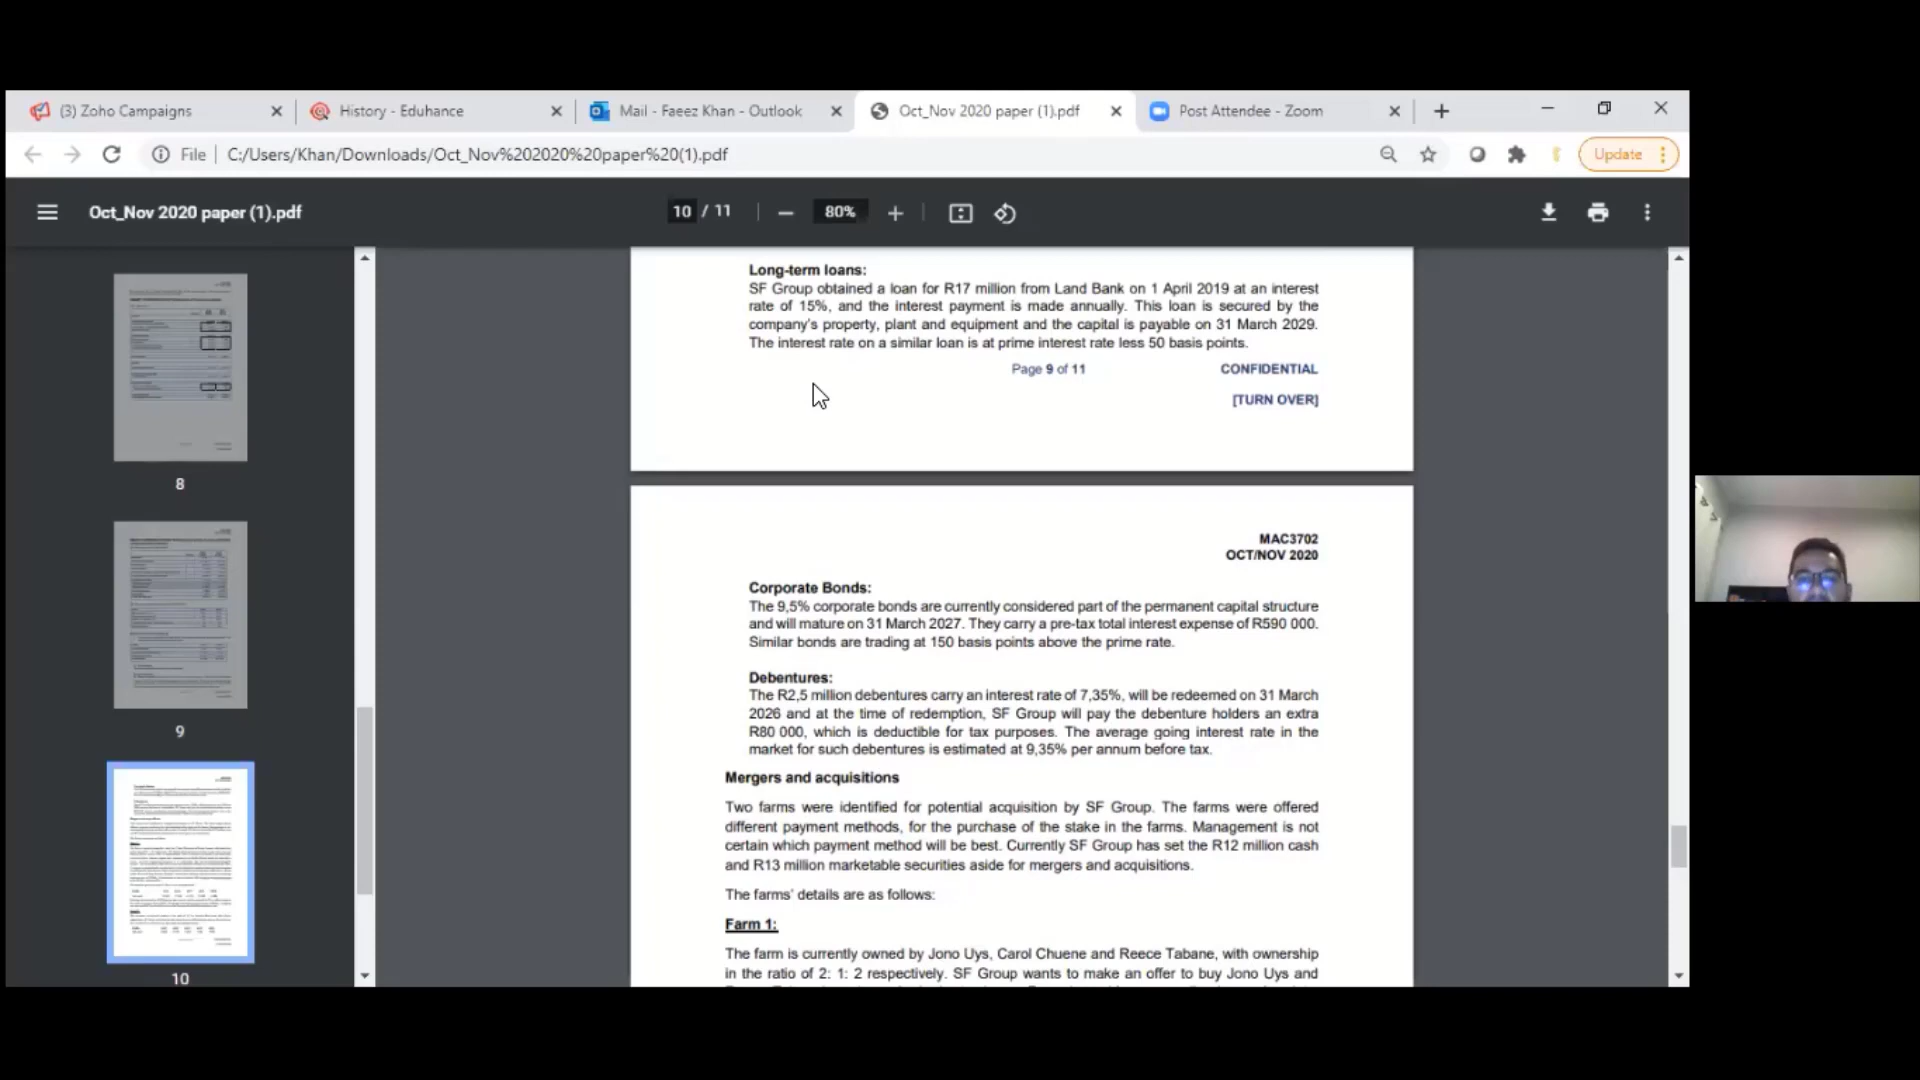 (3) Zoho Campaigns
History - Eduhance
Mail - Faeez Khan - Outlook
Oct_Nov 2020 paper (1).pdf
Post Attendee - Zoom
File
C:/Users/Khan/Downloads/Oct_Nov%202020%20paper%20(1).pdf
Update
Oct_Nov 2020 paper (1).pdf
10 / 11
80%
8
9
10
Long-term loans:
SF Group obtained a loan for R17 million from Land Bank on 1 April 2019 at an interest
rate of 15%, and the interest payment is made annually. This loan is secured by the
company's property, plant and equipment and the capital is payable on 31 March 2029.
The interest rate on a similar loan is at prime interest rate less 50 basis points.
Page 9 of 11
CONFIDENTIAL
[TURN OVER]
MAC3702
OCT/NOV 2020
Corporate Bonds:
The 9,5% corporate bonds are currently considered part of the permanent capital structure
and will mature on 31 March 2027. They carry a pre-tax total interest expense of R590 000.
Similar bonds are trading at 150 basis points above the prime rate.
Debentures:
The R2,5 million debentures carry an interest rate of 7,35%, will be redeemed on 31 March
2026 and at the time of redemption, SF Group will pay the debenture holders an extra
R80 000, which is deductible for tax purposes. The average going interest rate in the
market for such debentures is estimated at 9,35% per annum before tax.
Mergers and acquisitions
Two farms were identified for potential acquisition by SF Group. The farms were offered
different payment methods, for the purchase of the stake in the farms. Management is not
certain which payment method will be best. Currently SF Group has set the R12 million cash
and R13 million marketable securities aside for mergers and acquisitions.
The farms' details are as follows:
Farm 1:
The farm is currently owned by Jono Uys, Carol Chuene and Reece Tabane, with ownership
in the ratio of 2: 1: 2 respectively. SF Group wants to make an offer to buy Jono Uys and